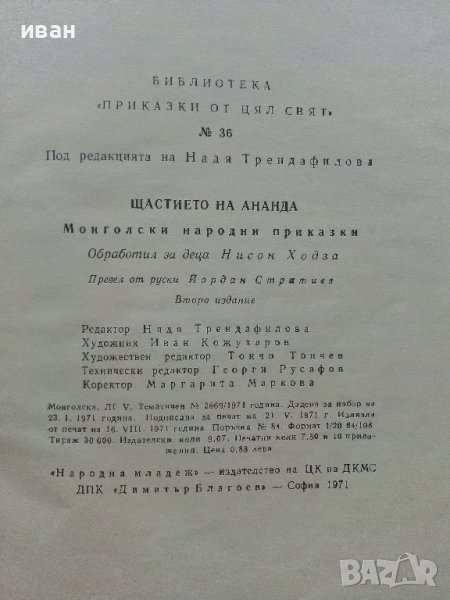 иван
БИБЛИОТЕКА
«ПРИКАЗКИ ОТ ЦЯЛ СВЯТ»
№ 36
Под редакцията на Надя Трендафилова
ЩАСТИЕТО НА АНАНДА
Монголски народни приказки
Обработил за деца Нисон Ходза
Превел от руски Йордан Стратиев
Второ издание
Редактор Надя Трендафилова
Художник Иван Кожухаров
Художествен редактор Тончо Тончев
Технически редактор Георги Русафов
Коректор Маргарита Маркова
Монголска. ЛГ V. Тематичен № 2669/1971 година. Дадена за набор на
23. I. 1971 година. Подписана за печат на 21. V. 1971 г. Излязла
от печат на 16. VIII. 1971 година Поръчка № 84. Формат 1/20 84/108
Тираж 30 000. Издателски коли 9,07. Печатни коли 7,50 и 16 прило-
жения. Цена 0,88 лева
«Народна младеж» — издателство на ЦК на ДКМС
ДПК «Димитър Благоев» — София 1971
BAZAR